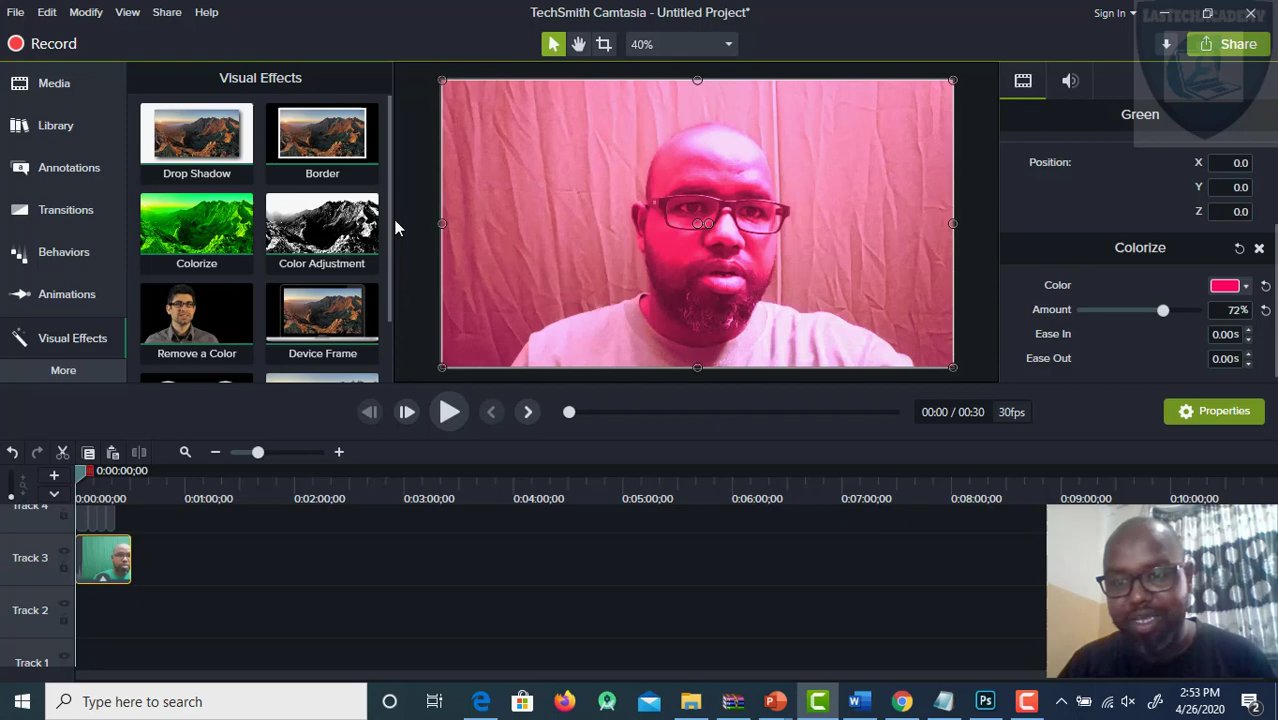 File Edit Modify View Share Help
TechSmith Camtasia - Untitled Project*
Sign In
EASTECH ACADEMY
Record
40%
Share
Media
Library
Annotations
Transitions
Behaviors
Animations
Visual Effects
More
Visual Effects
Drop Shadow
Border
Colorize
Color Adjustment
Remove a Color
Device Frame
Green
Position:
X 0.0
Y 0.0
Z 0.0
Colorize
Color
Amount 72%
Ease In 0.00s
Ease Out 0.00s
00:00 / 00:30 30fps
Properties
0:00:00;00
0:00:00;00 0:01:00;00 0:02:00;00 0:03:00;00 0:04:00;00 0:05:00;00 0:06:00;00 0:07:00;00 0:08:00;00 0:09:00;00 0:10:00;00
Track 4
Track 3
Track 2
Track 1
Type here to search
W
Ps
2:53 PM
4/26/2020
2